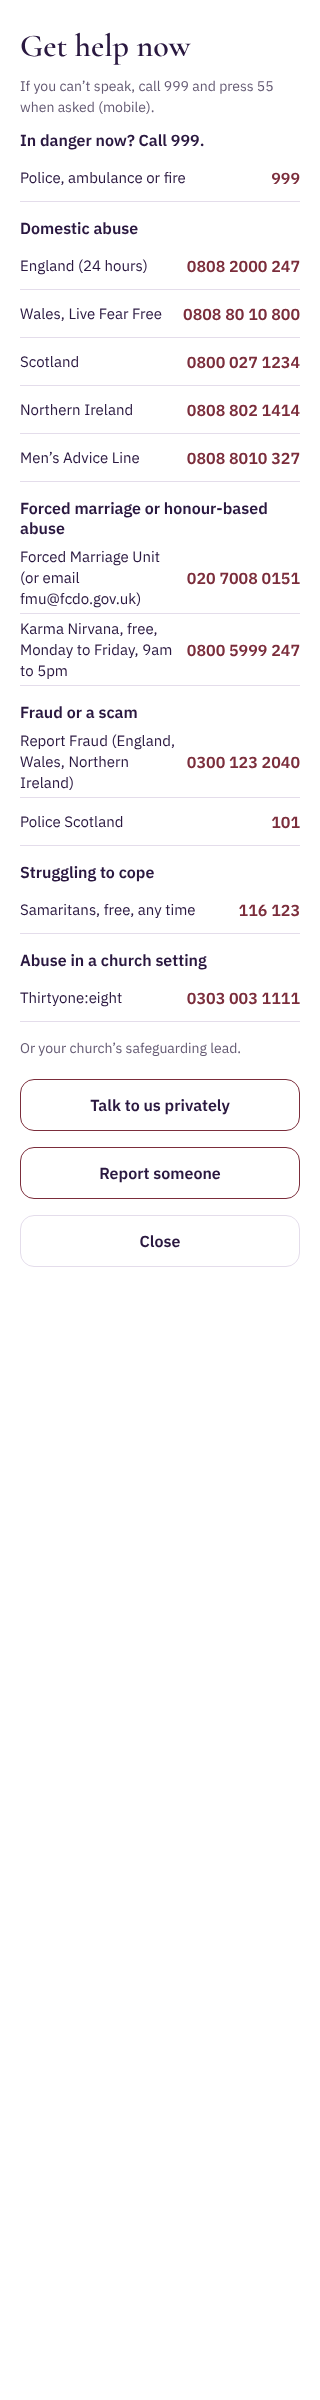 Get help now
If you can’t speak, call 999 and press 55
when asked (mobile).
In danger now? Call 999.
Police, ambulance or fire 999
Domestic abuse
England (24 hours) 0808 2000 247
Wales, Live Fear Free 0808 80 10 800
Scotland 0800 027 1234
Northern Ireland 0808 802 1414
Men’s Advice Line 0808 8010 327
Forced marriage or honour-based
abuse
Forced Marriage Unit
(or email
fmu@fcdo.gov.uk)
020 7008 0151
Karma Nirvana, free,
Monday to Friday, 9am
to 5pm
0800 5999 247
Fraud or a scam
Report Fraud (England,
Wales, Northern
Ireland)
0300 123 2040
Police Scotland 101
Struggling to cope
Samaritans, free, any time 116 123
Abuse in a church setting
Thirtyone:eight 0303 003 1111
Or your church’s safeguarding lead.
Talk to us privately
Report someone
Close